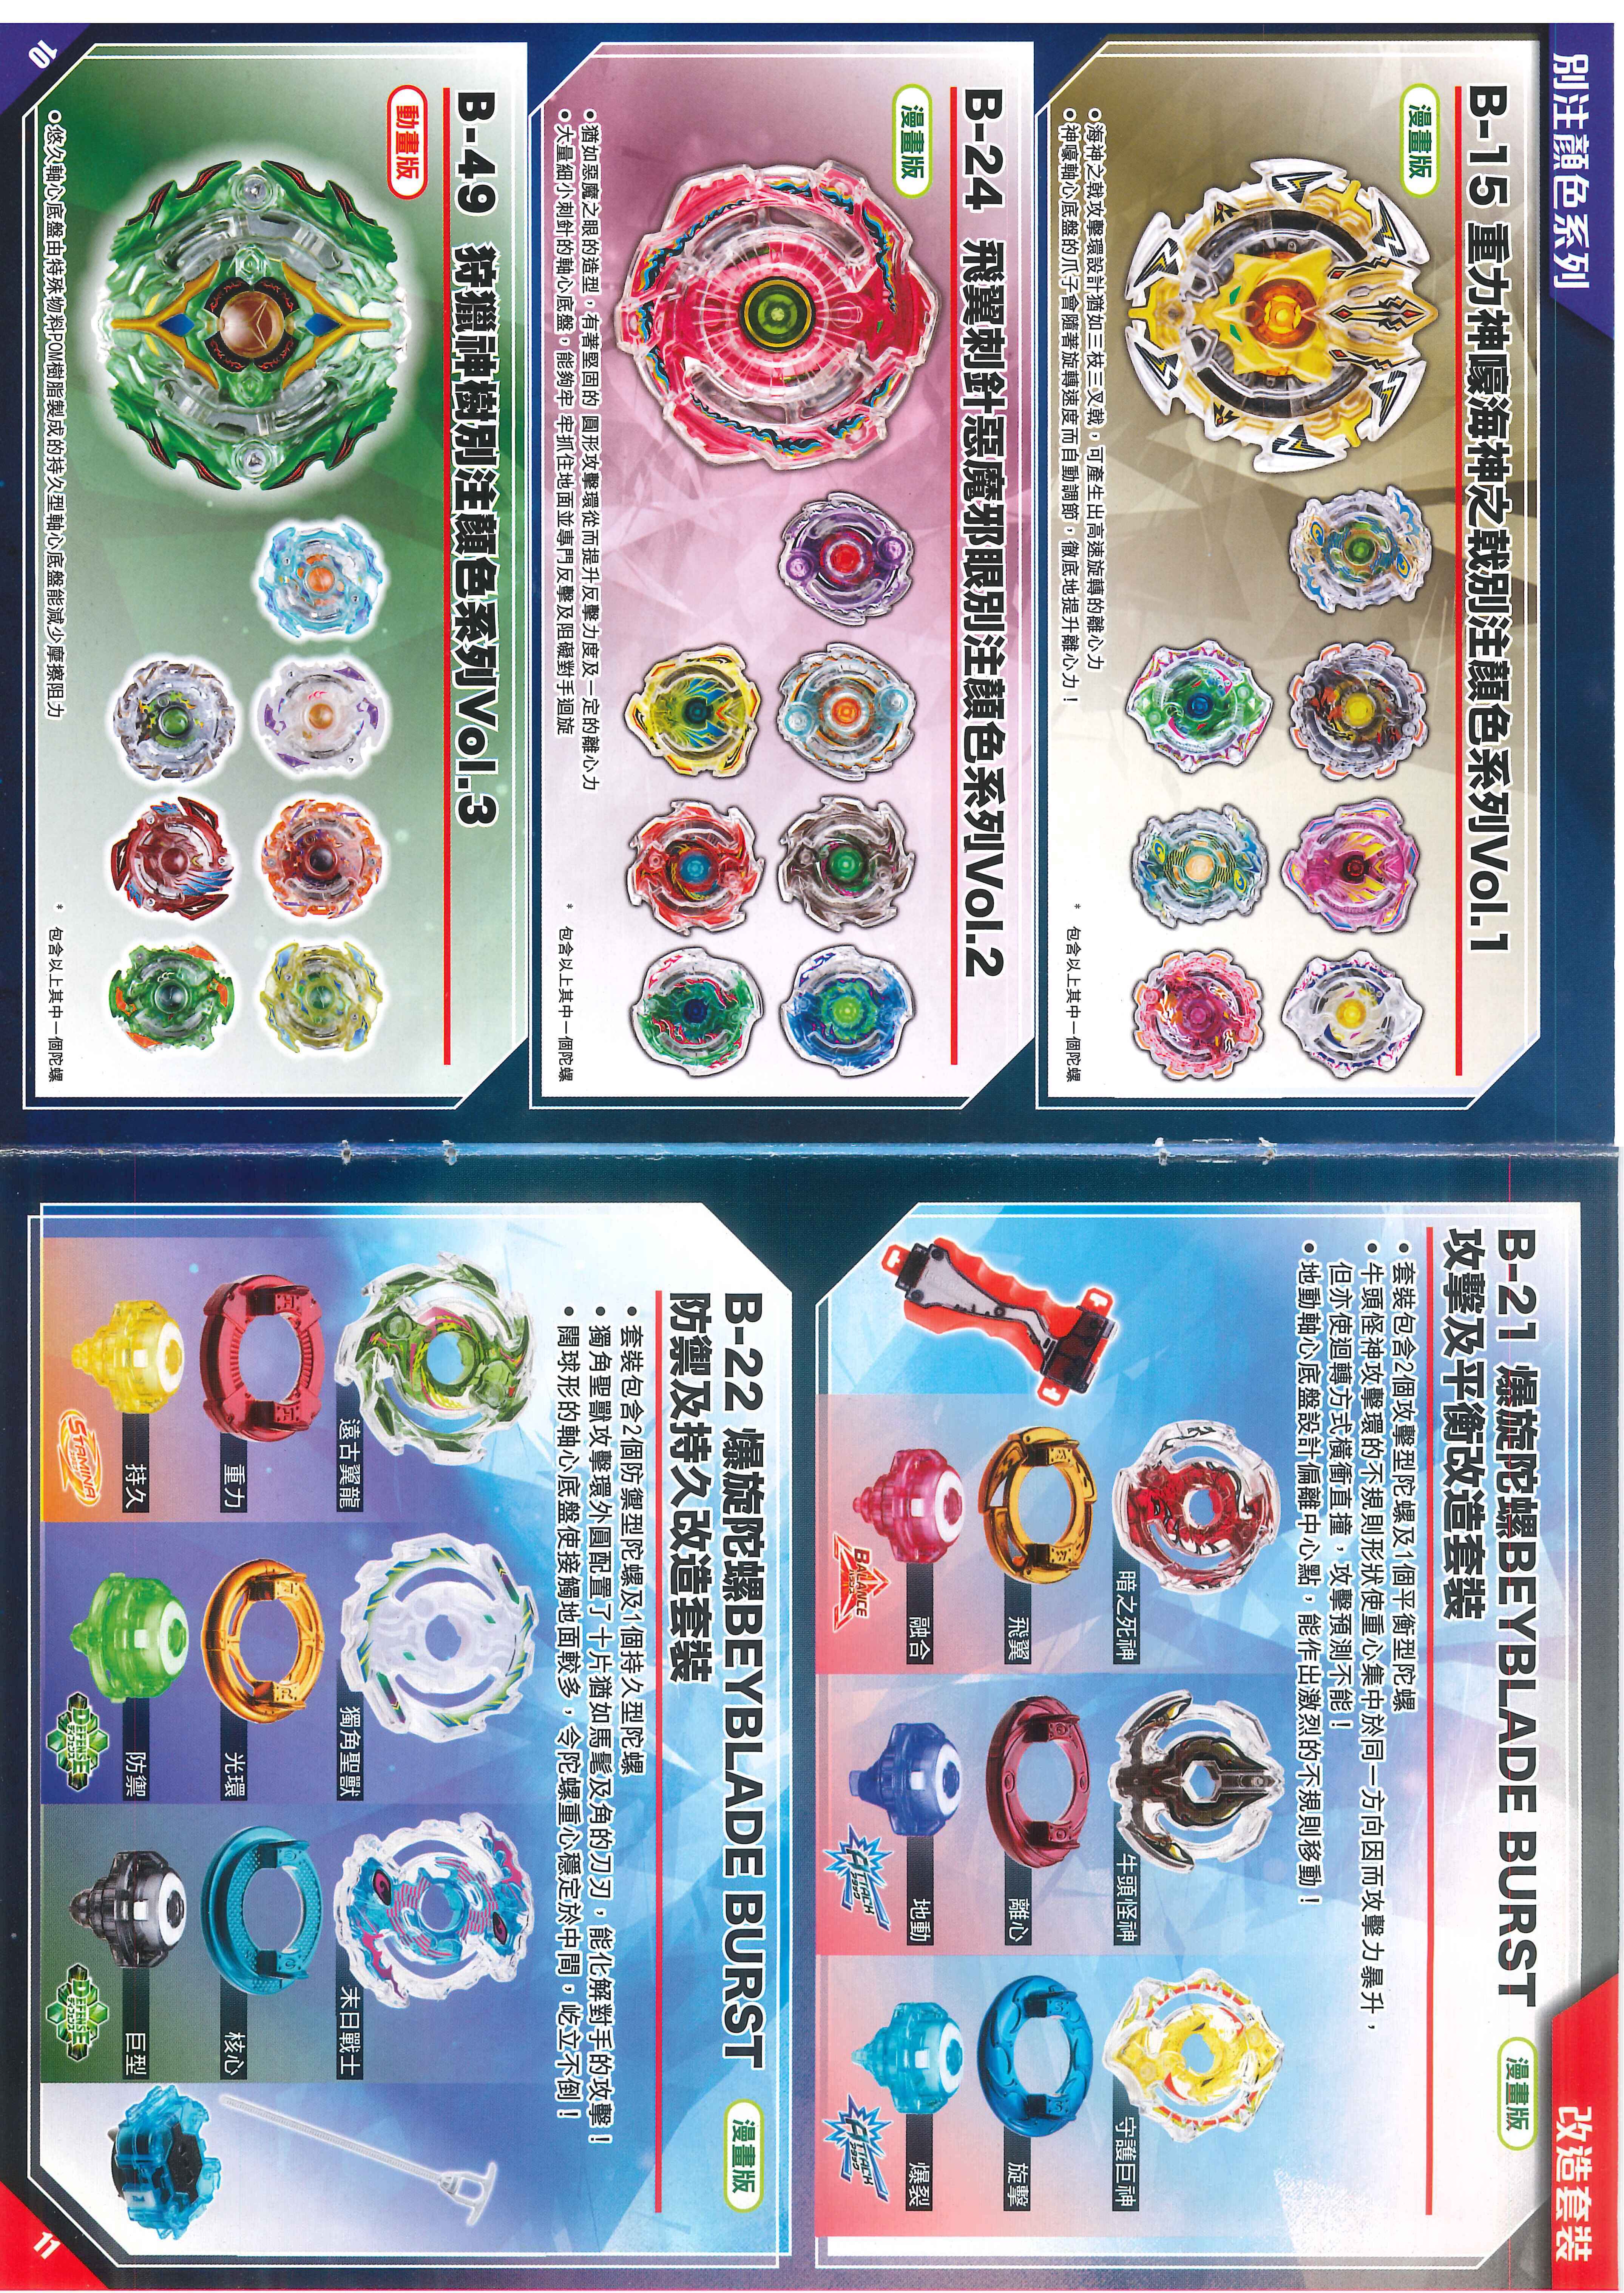 別注顏色系列
B-15 重力神嚎海神之戟別注顏色系列Vol.1
漫畫版
•海神之戟攻擊環設計猶如三枝三叉戟，可產生出高速旋轉的離心力
•神嚎軸心底盤的爪子會隨著旋轉速度而自動調節，徹底地提升離心力！
* 包含以上其中一個陀螺
B-24 飛翼刺針惡魔邪眼別注顏色系列Vol.2
漫畫版
•猶如惡魔之眼的造型，有著堅固的 圓形攻擊環從而提升反擊力度及一定的離心力
•大量細小刺針的軸心底盤，能夠牢 牢抓住地面並專門反擊及阻礙對手迴旋
* 包含以上其中一個陀螺
B-49 狩獵神樹別注顏色系列Vol.3
動畫版
•悠久軸心底盤由特殊物料POM樹脂製成的持久型軸心底盤能減少摩擦阻力
* 包含以上其中一個陀螺
10
改造套裝
B-21 爆旋陀螺BEYBLADE BURST
漫畫版
攻擊及平衡改造套裝
•套裝包含2個攻擊型陀螺及1個平衡型陀螺
•牛頭怪神攻擊環的不規則形狀使重心集中於同一方向因而攻擊力暴升，
但亦使迴轉方式橫衝直撞，攻擊預測不能！
•地動軸心底盤設計偏離中心點，能作出激烈的不規則移動！
暗之死神
牛頭怪神
守護巨神
飛翼
離心
旋擊
融合
地動
爆裂
BALANCE
バランス
ATTACK
アタック
ATTACK
アタック
B-22 爆旋陀螺BEYBLADE BURST
漫畫版
防禦及持久改造套裝
•套裝包含2個防禦型陀螺及1個持久型陀螺
•獨角聖獸攻擊環外圓配置了十片猶如馬髦及角的刀刃，能化解對手的攻擊！
•闊球形的軸心底盤使接觸地面較多，令陀螺重心穩定於中間，屹立不倒！
遠古翼龍
獨角聖獸
末日戰士
重力
光環
核心
持久
防禦
巨型
STAMINA
DEFENSE
ディフェンス
DEFENSE
ディフェンス
11